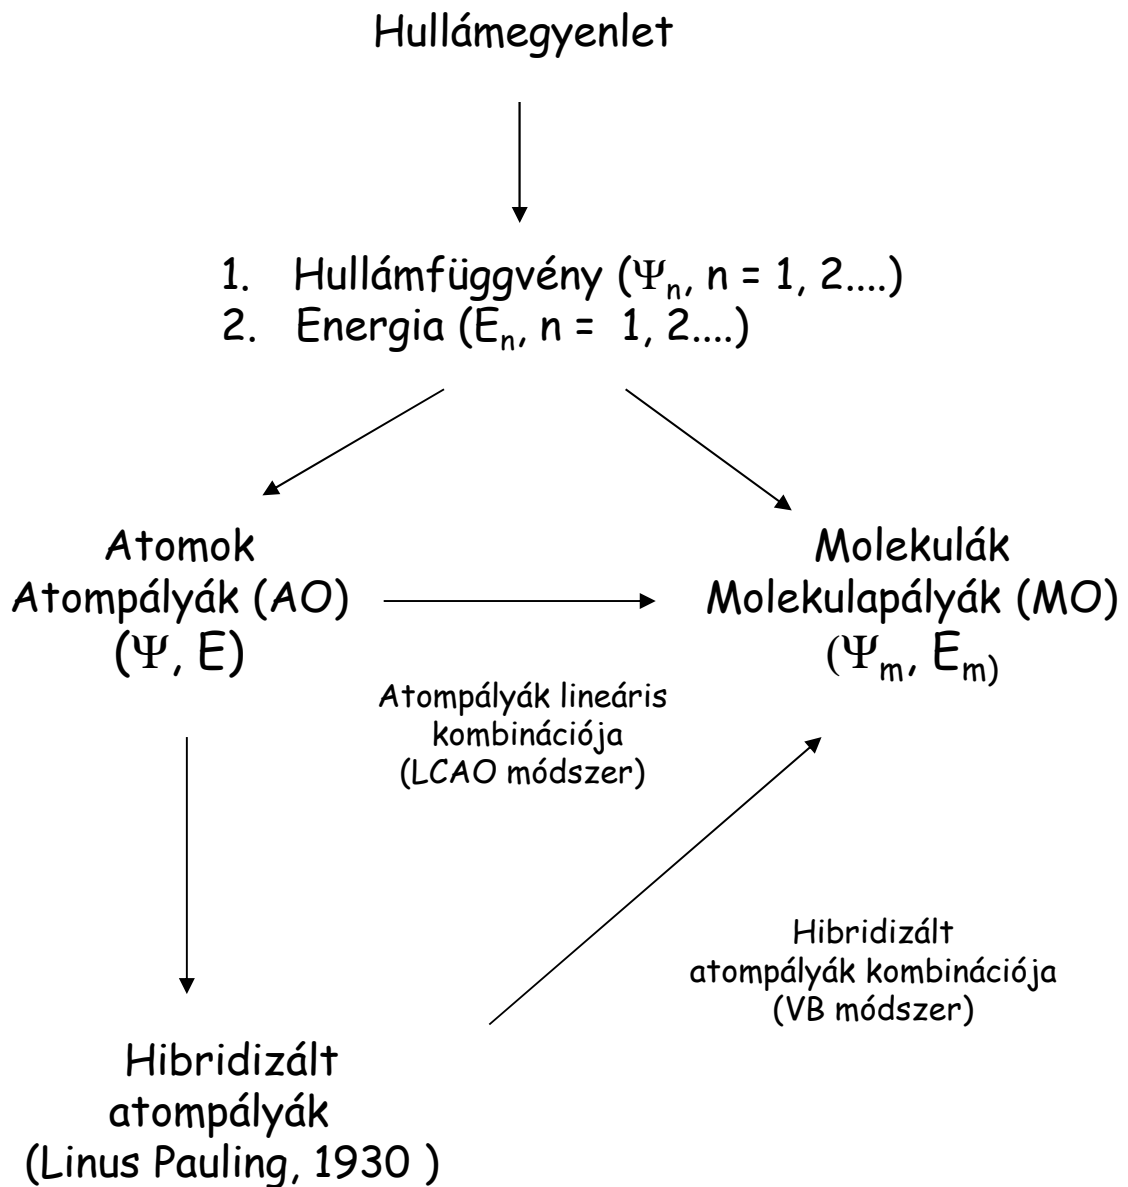 Hullámegyenlet
1. Hullámfüggvény (Ψn, n = 1, 2....)
2. Energia (En, n = 1, 2....)
Atomok
Atompályák (AO)
(Ψ, E)
Molekulák
Molekulapályák (MO)
(Ψm, Em)
Atompályák lineáris
kombinációja
(LCAO módszer)
Hibridizált
atompályák kombinációja
(VB módszer)
Hibridizált
atompályák
(Linus Pauling, 1930 )